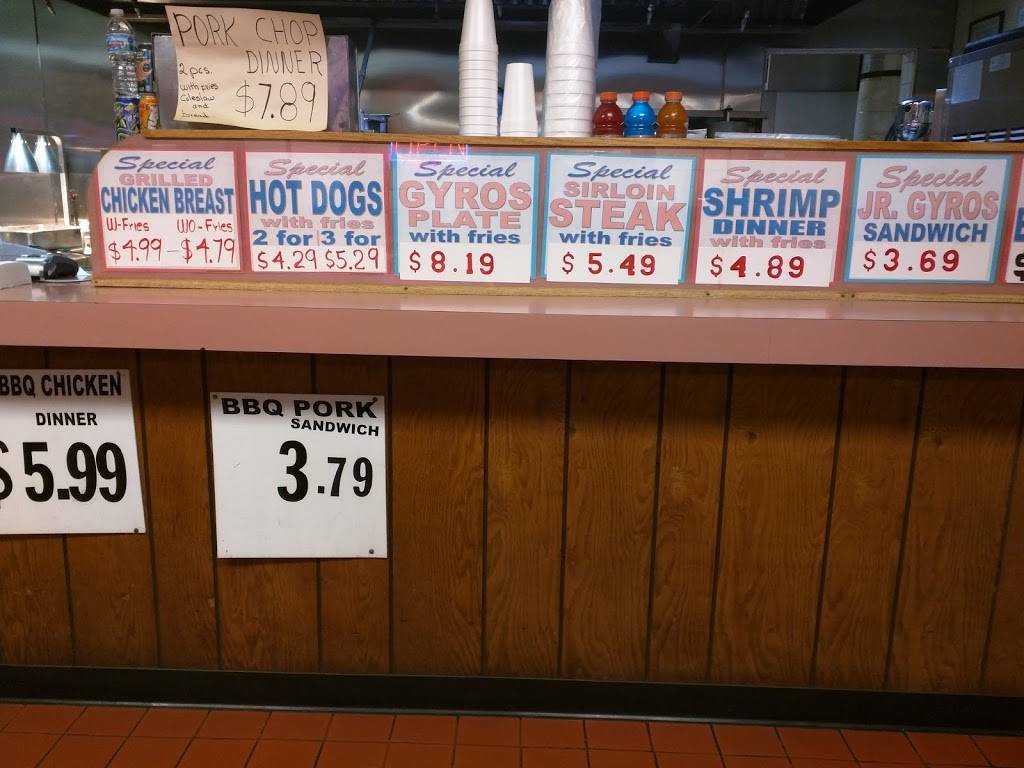 PORK CHOP
DINNER
2 pcs.
with fries
Coleslaw
and
Bread
$7.89
Special
GRILLED
CHICKEN BREAST
W-Fries W/O-Fries
$4.99-$4.79
Special
HOT DOGS
with fries
2 for 3 for
$4.29 $5.29
Special
GYROS
PLATE
with fries
$8.19
Special
SIRLOIN
STEAK
with fries
$5.49
Special
SHRIMP
DINNER
with fries
$4.89
Special
JR. GYROS
SANDWICH
$3.69
BBQ CHICKEN
DINNER
$5.99
BBQ PORK
SANDWICH
3.79